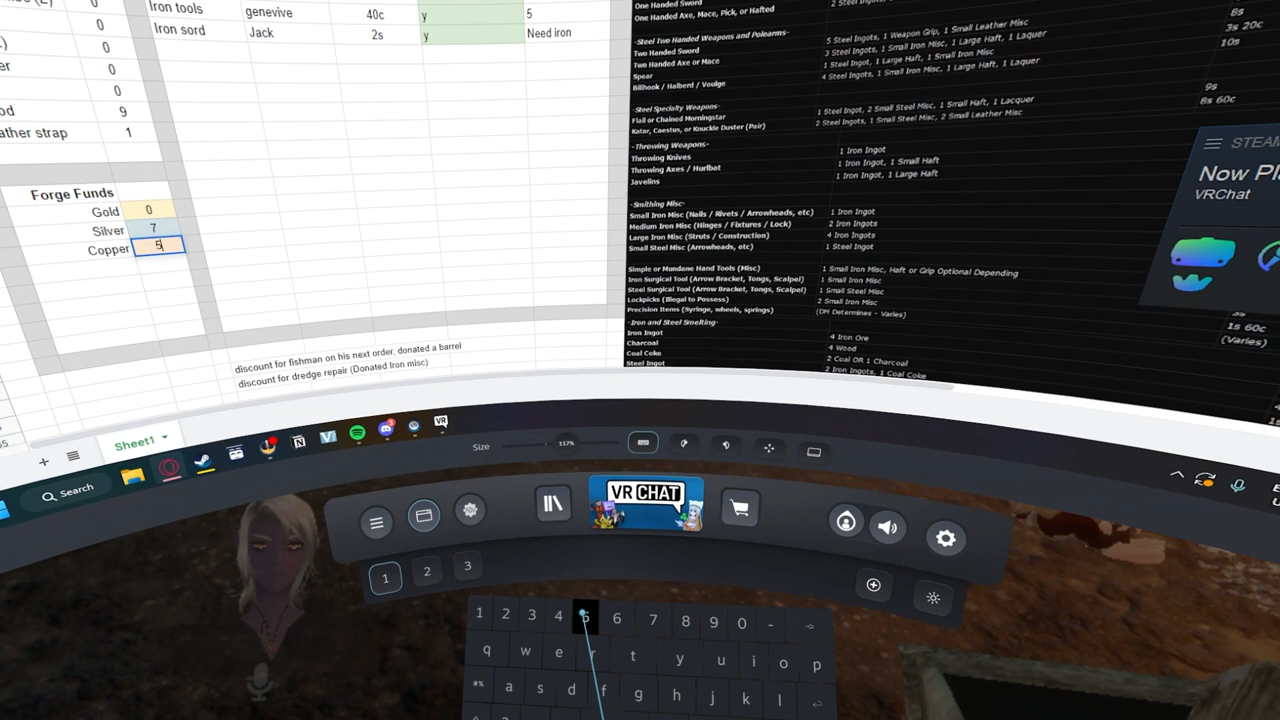 Iron tools genevive 40c y 5
Iron sord Jack 2s y Need iron
0
0
0
0
9
ather strap 1
Forge Funds
Gold 0
Silver 7
Copper 5
discount for fishman on his next order, donated a barrel
discount for dredge repair (Donated Iron misc)
One Handed Sword
One Handed Axe, Mace, Pick, or Hafted
-Steel Two Handed Weapons and Polearms-
Two Handed Sword 5 Steel Ingots, 1 Weapon Grip, 1 Small Leather Misc
Two Handed Axe or Mace 3 Steel Ingots, 1 Small Iron Misc, 1 Large Haft, 1 Laquer
Spear 1 Steel Ingot, 1 Large Haft, 1 Small Iron Misc
Billhook / Halberd / Voulge 4 Steel Ingots, 1 Small Iron Misc, 1 Large Haft, 1 Laquer
8s
3s 20c
10s
-Steel Specialty Weapons-
Flail or Chained Morningstar 1 Steel Ingot, 2 Small Steel Misc, 1 Small Haft, 1 Lacquer 9s
Katar, Caestus, or Knuckle Duster (Pair) 2 Steel Ingots, 1 Small Steel Misc, 2 Small Leather Misc 8s 60c
-Throwing Weapons-
Throwing Knives 1 Iron Ingot
Throwing Axes / Hurlbat 1 Iron Ingot, 1 Small Haft
Javelins 1 Iron Ingot, 1 Large Haft
-Smithing Misc-
Small Iron Misc (Nails / Rivets / Arrowheads, etc) 1 Iron Ingot
Medium Iron Misc (Hinges / Fixtures / Lock) 2 Iron Ingots
Large Iron Misc (Struts / Construction) 4 Iron Ingots
Small Steel Misc (Arrowheads, etc) 1 Steel Ingot
Simple or Mundane Hand Tools (Misc) 1 Small Iron Misc, Haft or Grip Optional Depending
Iron Surgical Tool (Arrow Bracket, Tongs, Scalpel) 1 Small Iron Misc
Steel Surgical Tool (Arrow Bracket, Tongs, Scalpel) 1 Small Steel Misc
Lockpicks (Illegal to Possess) 2 Small Iron Misc
Precision Items (Syringe, wheels, springs) (DM Determines - Varies)
1s 60c
(Varies)
-Iron and Steel Smelting-
Iron Ingot 4 Iron Ore
Charcoal 4 Wood
Coal Coke 2 Coal OR 1 Charcoal
Steel Ingot 2 Iron Ingots, 1 Coal Coke
STEAM
Now Pl
VRChat
Sheet1
Search
VR
Size 117%
VRCHAT
1 2 3
1 2 3 4 5 6 7 8 9 0 -
q w e r t y u i o p
#% a s d f g h j k l